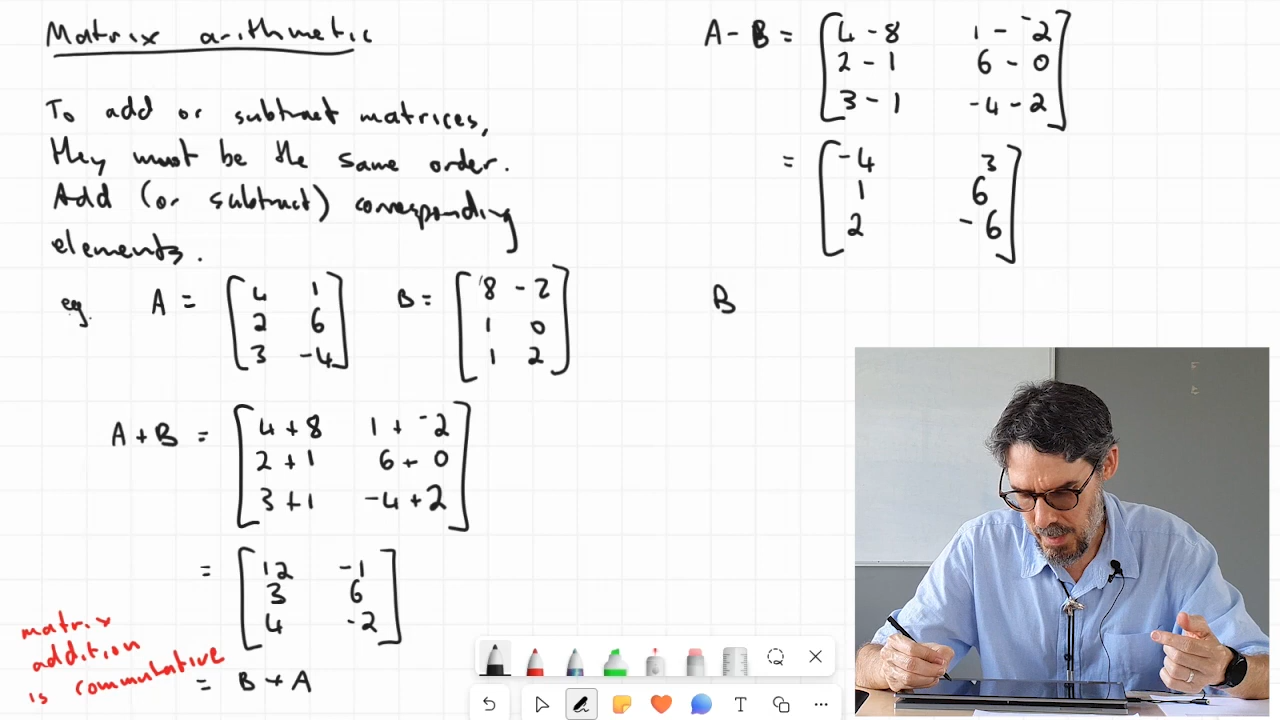 Matrix arithmetic
To add or subtract matrices,
they must be the same order.
Add (or subtract) corresponding
elements.
eg. A = [4 1 B = [8 -2
2 6 1 0
3 -4] 1 2]
A + B = [4 + 8 1 + -2
2 + 1 6 + 0
3 + 1 -4 + 2]
= [12 -1
3 6
4 -2]
= B + A
matrix
addition
is commutative
A - B = [4 - 8 1 - -2
2 - 1 6 - 0
3 - 1 -4 - 2]
= [-4 3
1 6
2 -6]
B
T